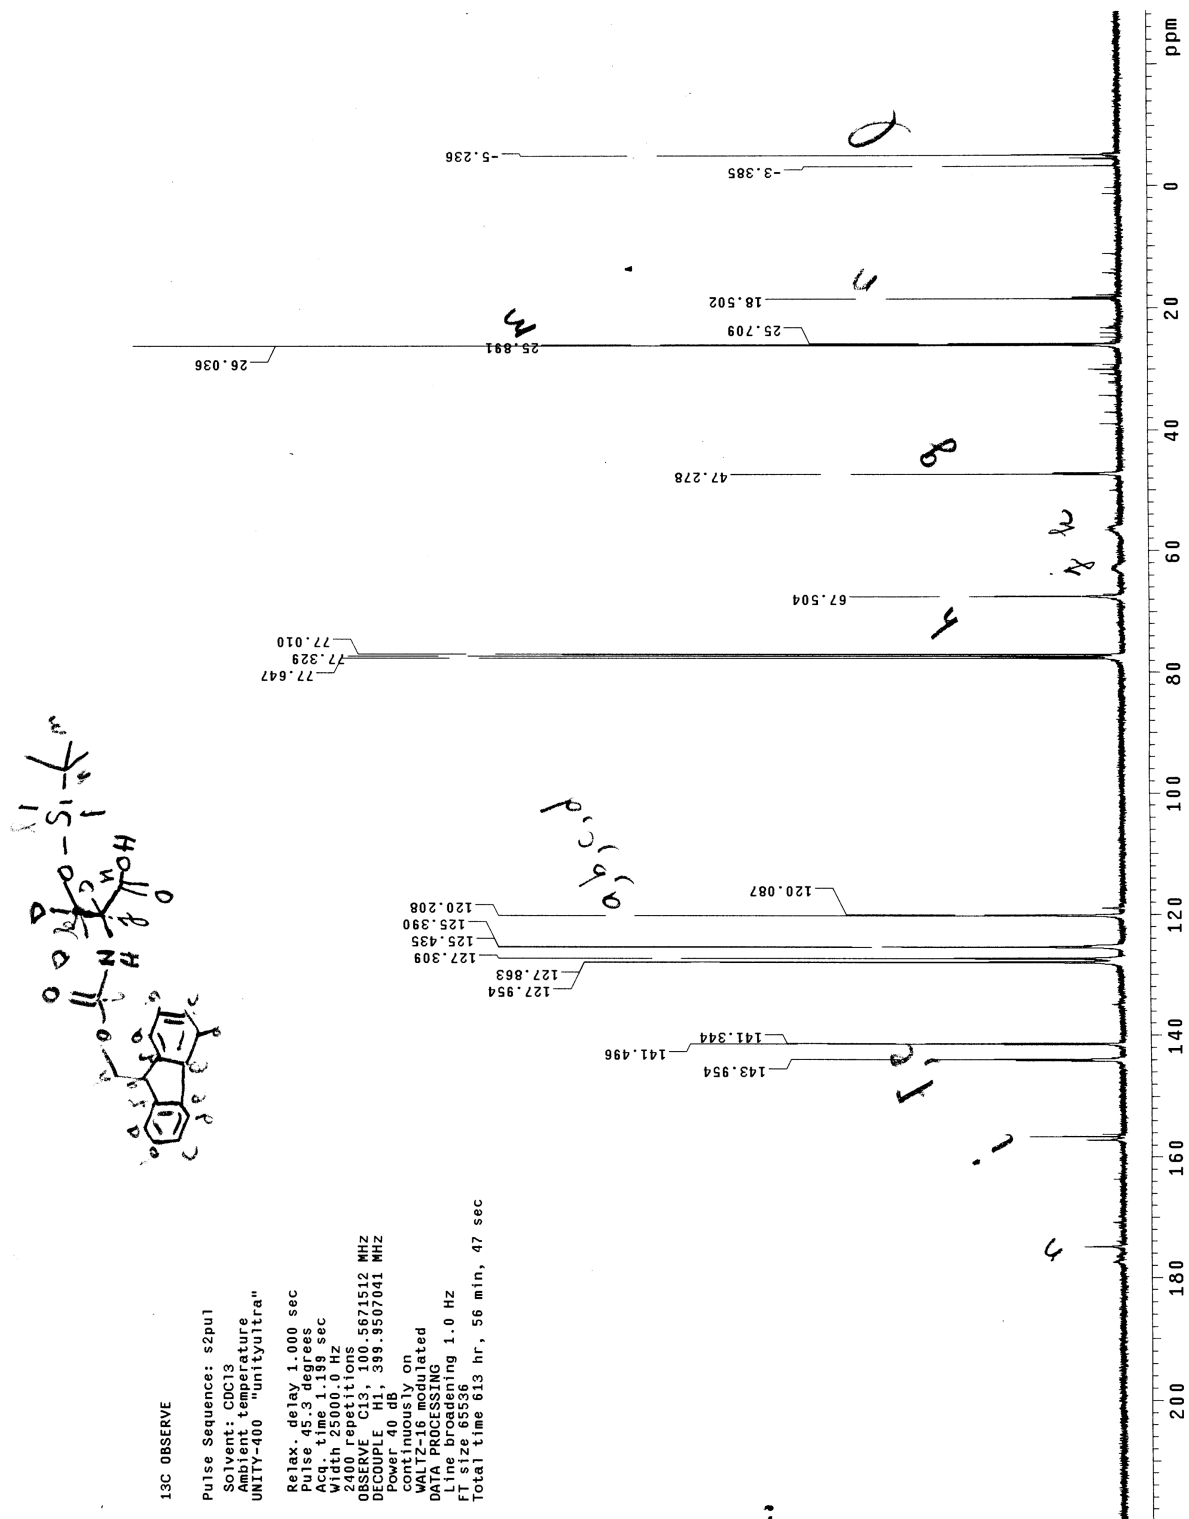 13C OBSERVE
Pulse Sequence: s2pul
Solvent: CDCl3
Ambient temperature
UNITY-400 "unityultra"
Relax. delay 1.000 sec
Pulse 45.3 degrees
Acq. time 1.199 sec
Width 25000.0 Hz
2400 repetitions
OBSERVE C13, 100.5671512 MHz
DECOUPLE H1, 399.9507041 MHz
Power 40 dB
continuously on
WALTZ-16 modulated
DATA PROCESSING
Line broadening 1.0 Hz
FT size 65536
Total time 613 hr, 56 min, 47 sec
O
O
N
H
D
D
O
Si
OH
O
143.954
141.496
141.344
127.954
127.863
127.309
125.435
125.390
120.208
120.087
77.647
77.329
77.010
67.504
47.278
26.036
25.891
25.709
18.502
-3.385
-5.236
i
a, b, c, d
g
m
200
180
160
140
120
100
80
60
40
20
0
ppm